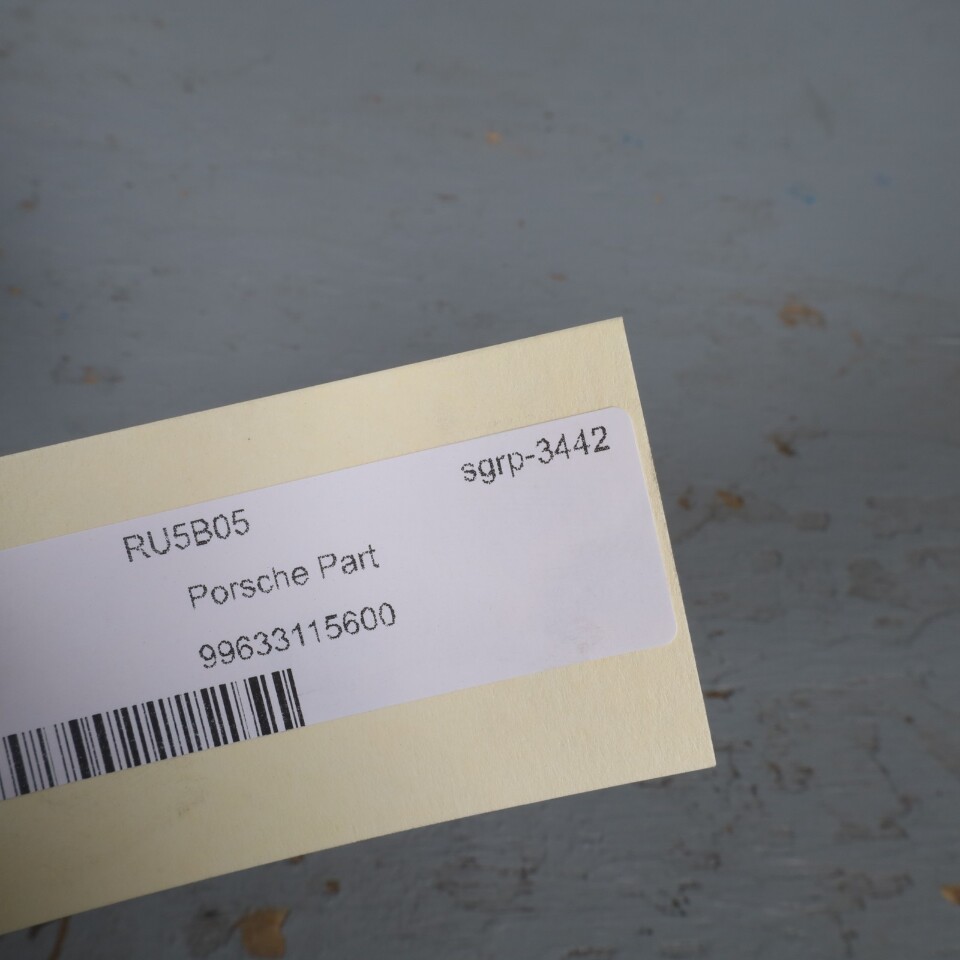 sgrp-3442
RU5B05
Porsche Part
99633115600